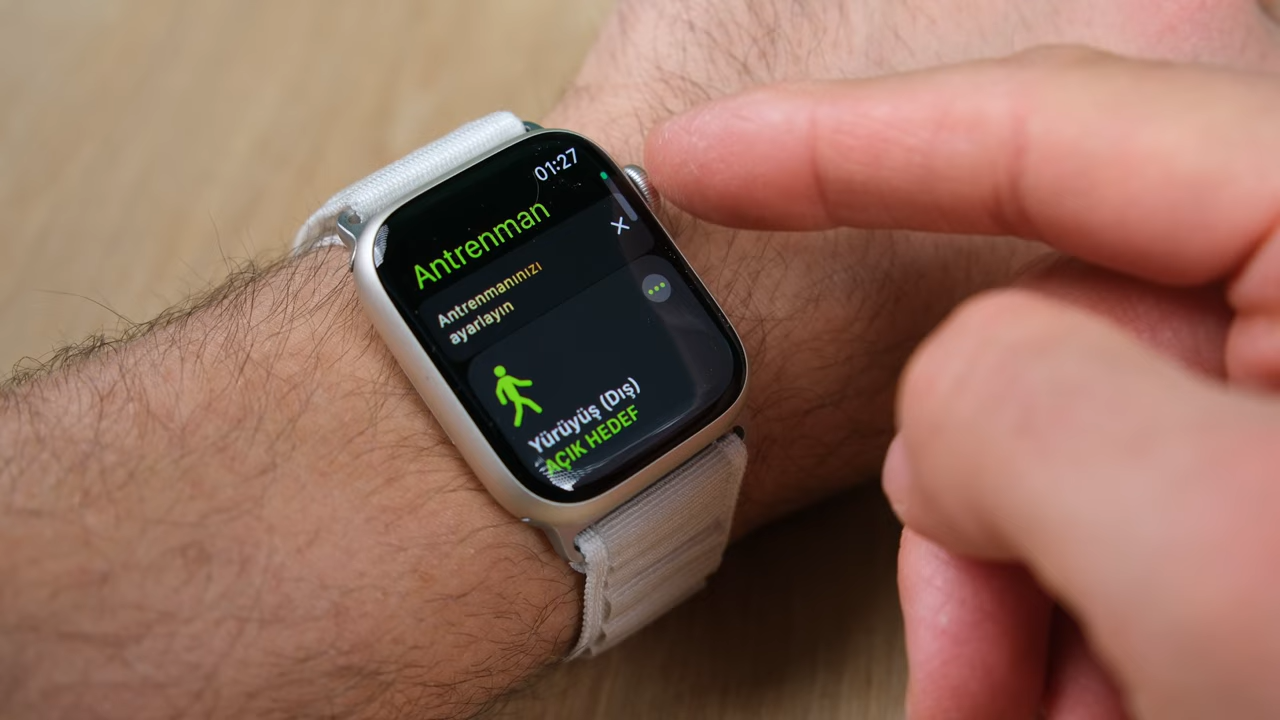 01:27
Antrenman
Antrenmanınızı
ayarlayın
Yürüyüş (Dış)
AÇIK HEDEF